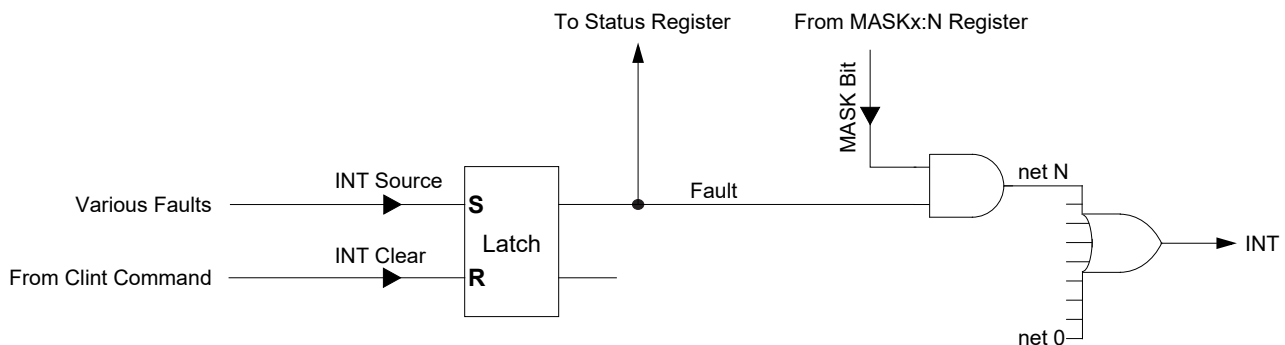 To Status Register
From MASKx:N Register
MASK Bit
INT Source
net N
Various Faults
S
Fault
Latch
INT
INT Clear
From Clint Command
R
net 0